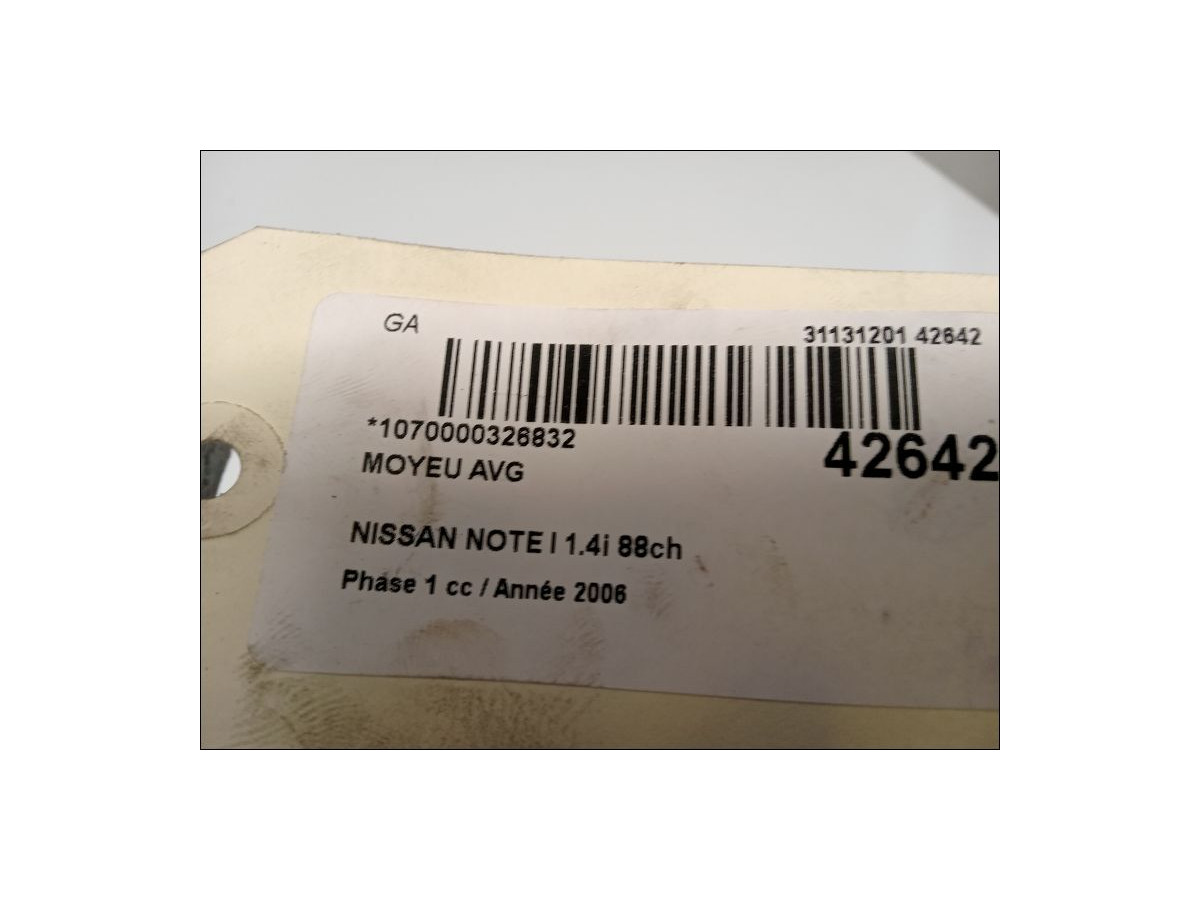 GA
31131201 42642
*1070000326832
42642
MOYEU AVG
NISSAN NOTE I 1.4i 88ch
Phase 1 cc / Année 2006